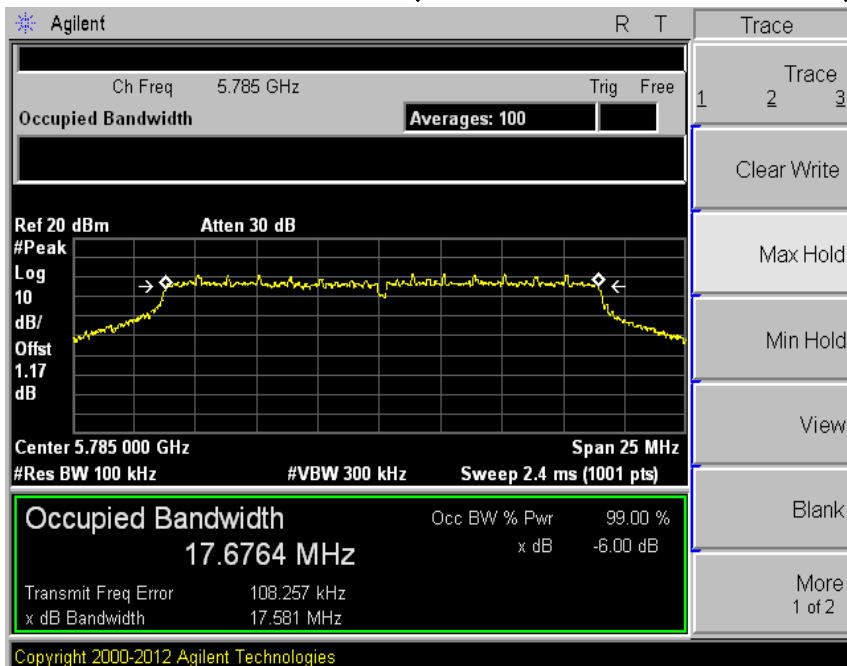 Agilent R T Trace
Ch Freq 5.785 GHz Trig Free
Occupied Bandwidth Averages: 100
Trace
1 2 3
Clear Write
Ref 20 dBm Atten 30 dB
#Peak
Log
10
dB/
Offst
1.17
dB
Max Hold
Min Hold
View
Center 5.785 000 GHz Span 25 MHz
#Res BW 100 kHz #VBW 300 kHz Sweep 2.4 ms (1001 pts)
Blank
Occupied Bandwidth Occ BW % Pwr 99.00 %
17.6764 MHz x dB -6.00 dB
Transmit Freq Error 108.257 kHz
x dB Bandwidth 17.581 MHz
More
1 of 2
Copyright 2000-2012 Agilent Technologies